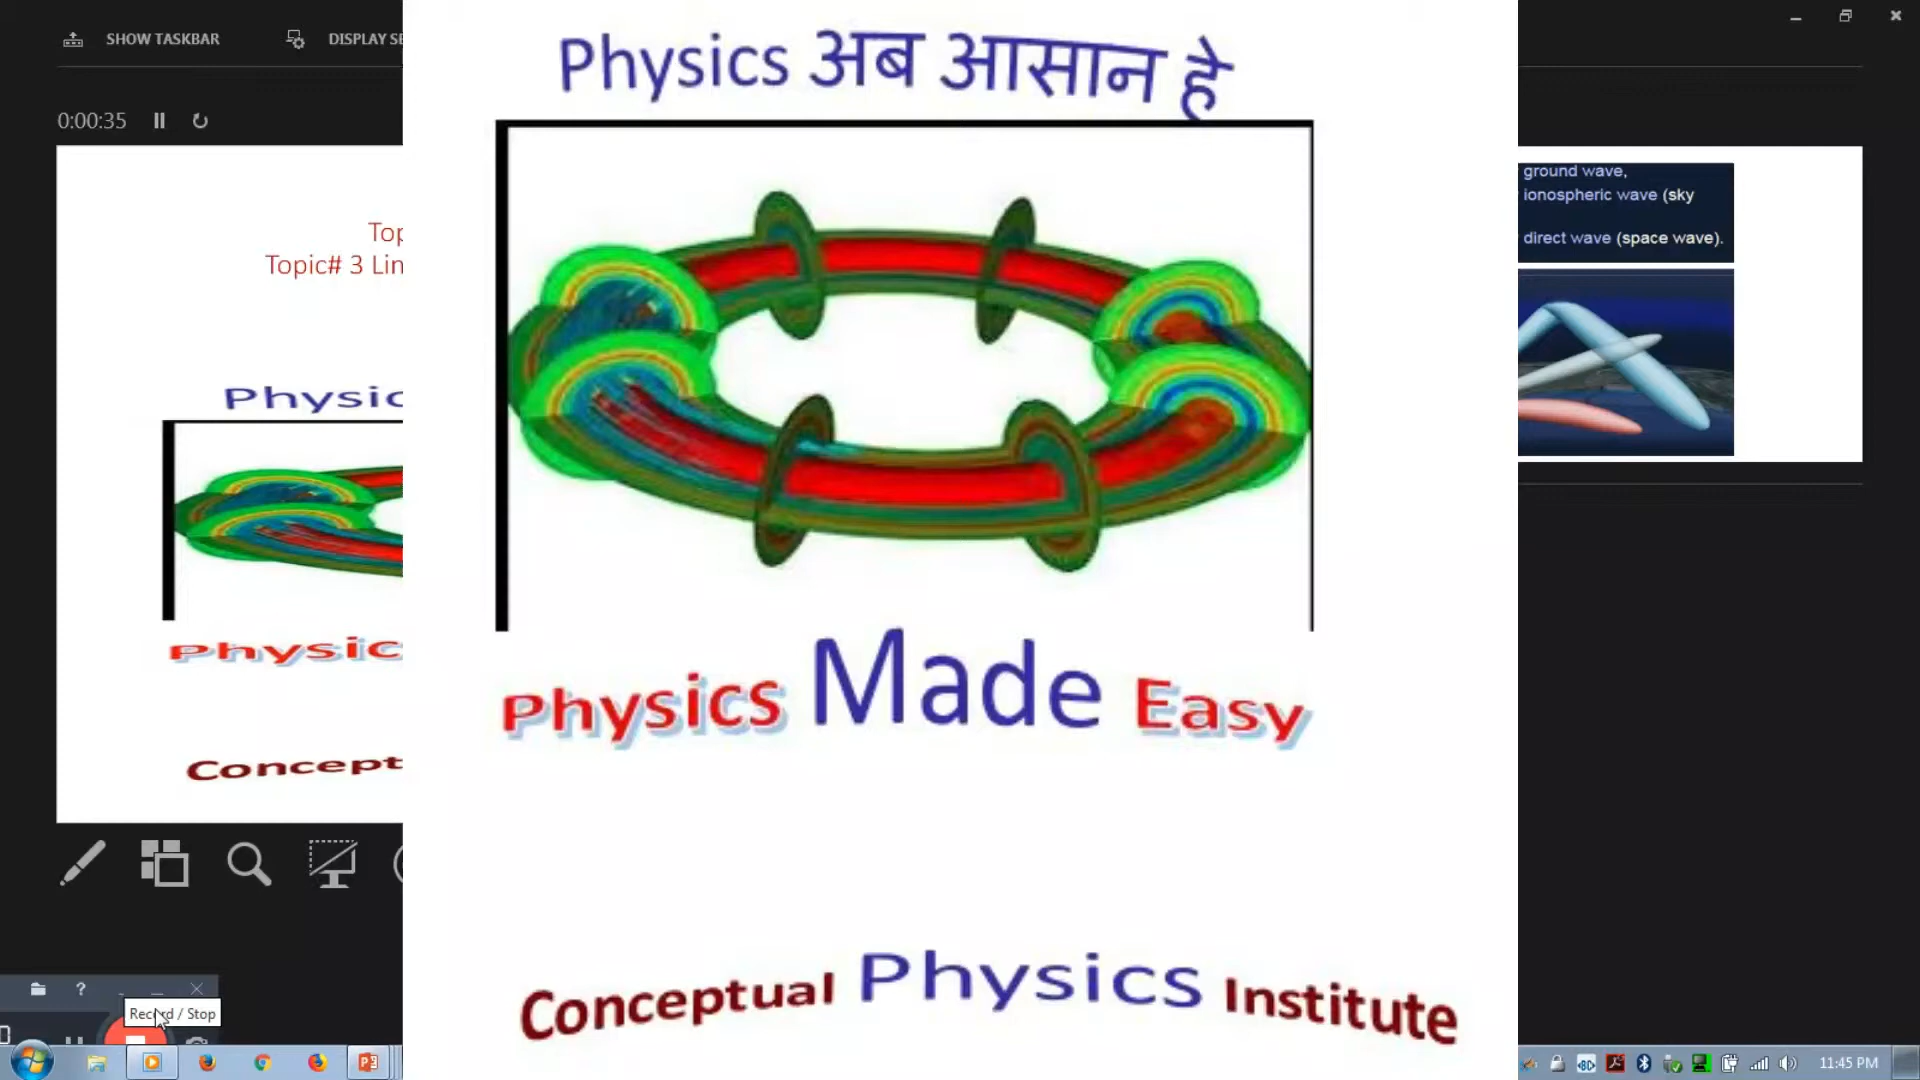 SHOW TASKBAR
DISPLAY SE
0:00:35
Top
Topic# 3 Lin
Physic
Physic
Concept
Physics अब आसान हे
Physics Made Easy
Conceptual Physics Institute
ground wave,
ionospheric wave (sky
direct wave (space wave).
?
Record / Stop
11:45 PM